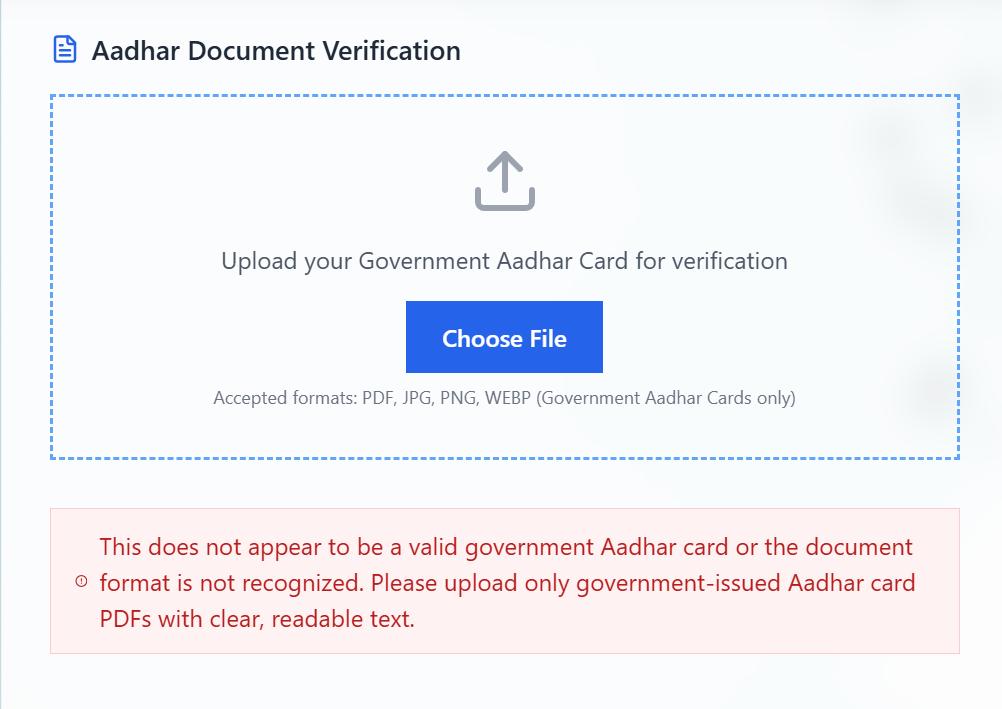 Aadhar Document Verification
Upload your Government Aadhar Card for verification
Choose File
Accepted formats: PDF, JPG, PNG, WEBP (Government Aadhar Cards only)
This does not appear to be a valid government Aadhar card or the document
format is not recognized. Please upload only government-issued Aadhar card
PDFs with clear, readable text.